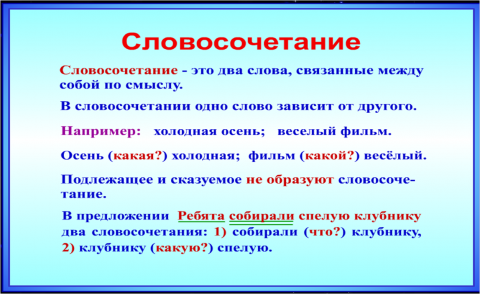 Словосочетание
Словосочетание - это два слова, связанные между
собой по смыслу.
В словосочетании одно слово зависит от другого.
Например: холодная осень; веселый фильм.
Осень (какая?) холодная; фильм (какой?) весёлый.
Подлежащее и сказуемое не образуют словосоче-
тание.
В предложении Ребята собирали спелую клубнику
два словосочетания: 1) собирали (что?) клубнику,
2) клубнику (какую?) спелую.